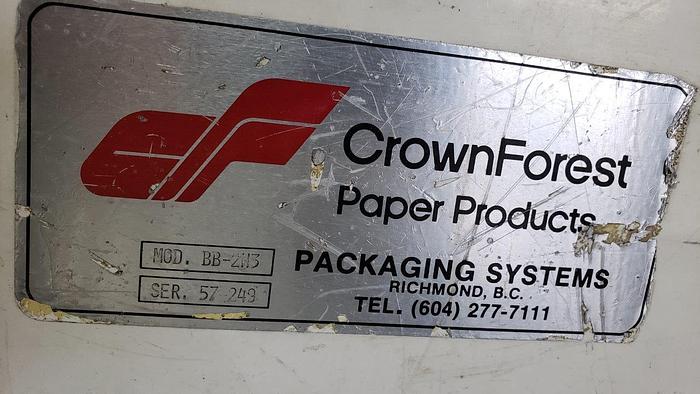 CrownForest
Paper Products
MOD. BB-2N3
SER. 57 249
PACKAGING SYSTEMS
RICHMOND, B.C.
TEL. (604) 277-7111